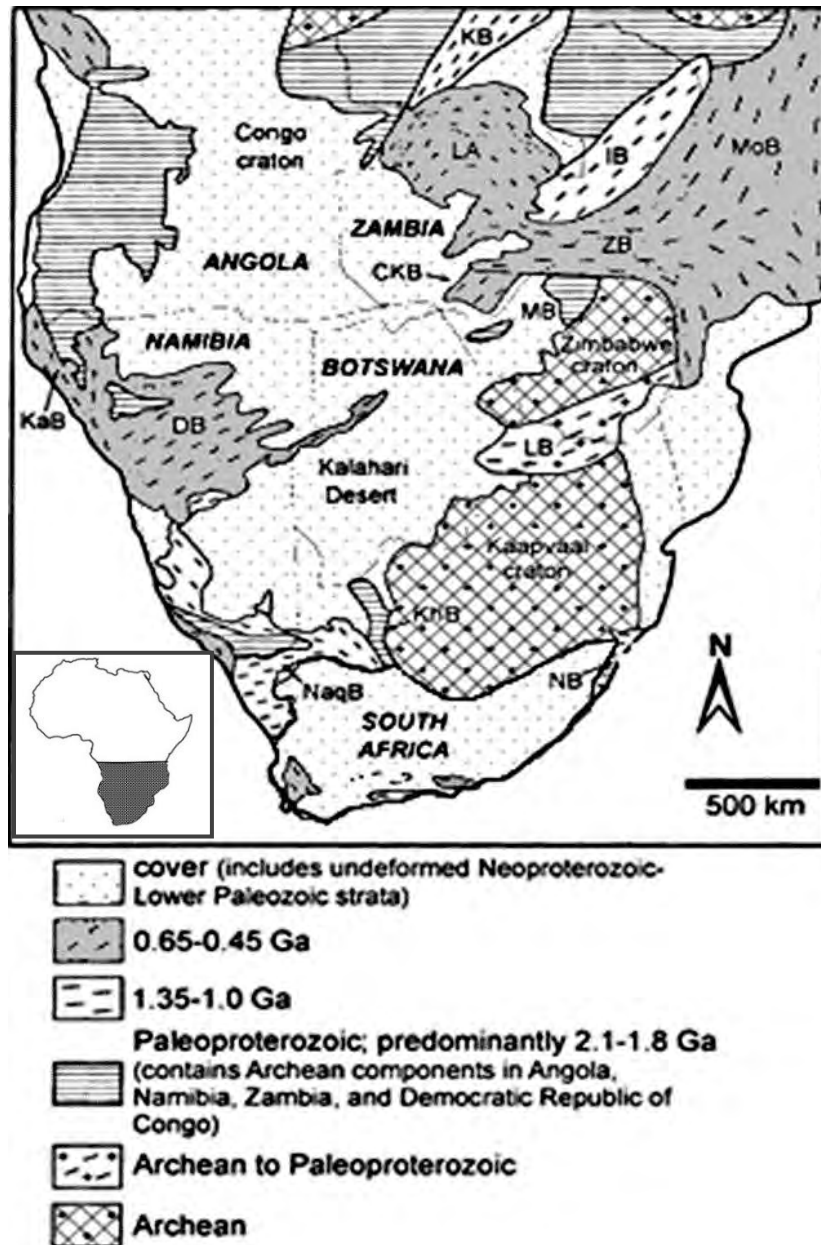 KB
Congo
craton
LA
IB
MoB
ZAMBIA
ANGOLA
ZB
CKB
MB
NAMIBIA
Zimbabwe
craton
BOTSWANA
KaB
DB
LB
Kalahari
Desert
Kaapvaal
craton
KhB
N
NaqB
NB
SOUTH
AFRICA
500 km
cover (includes undeformed Neoproterozoic-
Lower Paleozoic strata)
0.65-0.45 Ga
1.35-1.0 Ga
Paleoproterozoic; predominantly 2.1-1.8 Ga
(contains Archean components in Angola,
Namibia, Zambia, and Democratic Republic of
Congo)
Archean to Paleoproterozoic
Archean